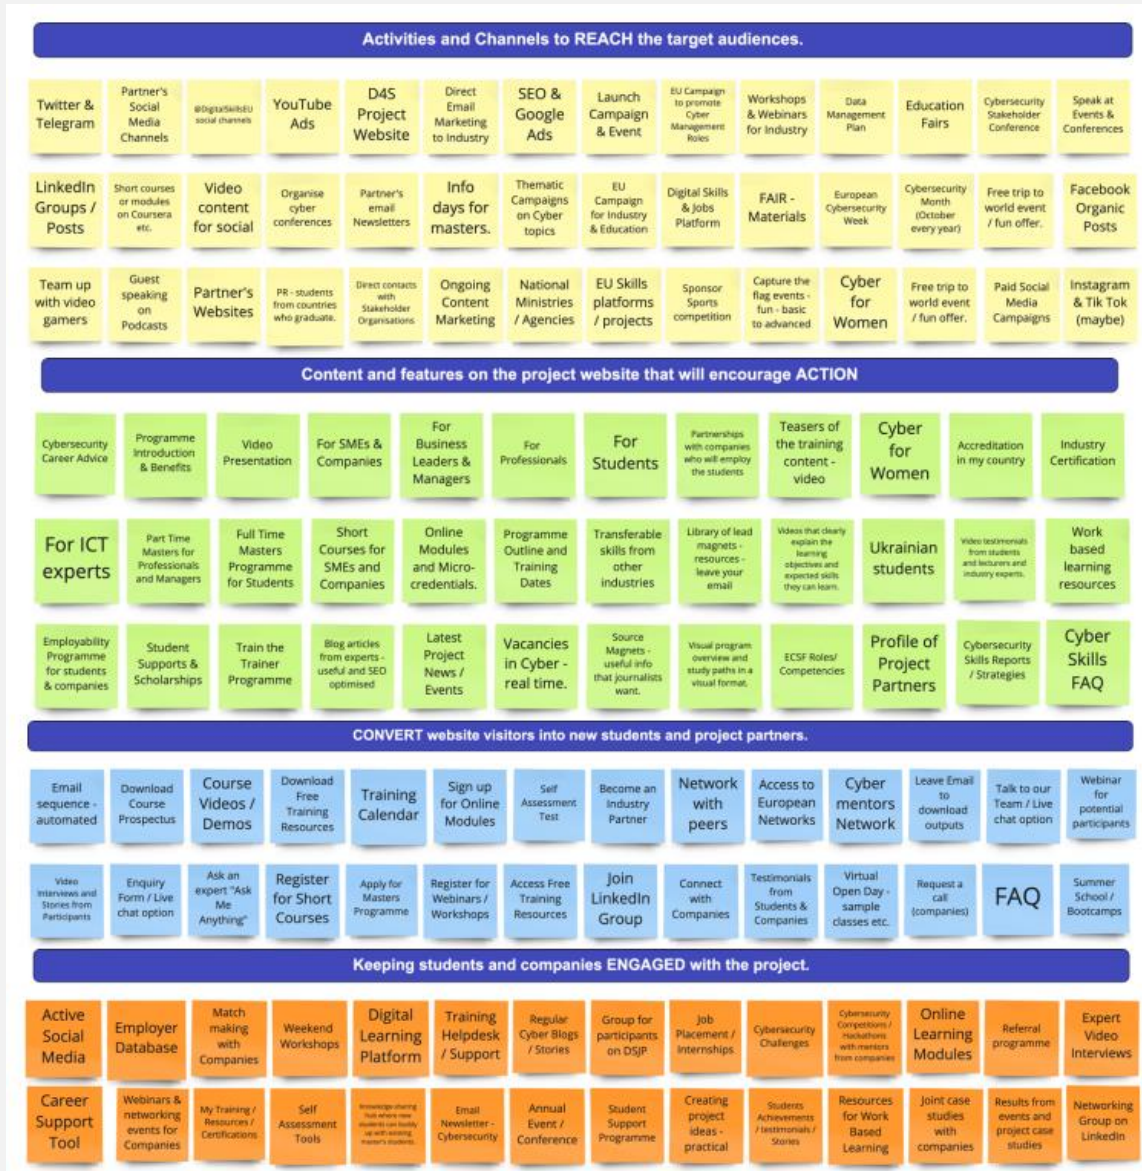 Activities and Channels to REACH the target audiences.
Twitter &
Telegram
Partner's
Social
Media
Channels
@DigitalSkillsEU
social channels
YouTube
Ads
D4S
Project
Website
Direct
Email
Marketing
to Industry
SEO &
Google
Ads
Launch
Campaign
& Event
EU Campaign
to promote
Cyber
Management
Roles
Workshops
& Webinars
for Industry
Data
Management
Plan
Education
Fairs
Cybersecurity
Stakeholder
Conference
Speak at
Events &
Conferences
LinkedIn
Groups /
Posts
Short courses
or modules
on Coursera
etc.
Video
content
for social
Organise
cyber
conferences
Partner's
email
Newsletters
Info
days for
masters.
Thematic
Campaigns
on Cyber
topics
EU
Campaign
for Industry
& Education
Digital Skills
& Jobs
Platform
FAIR -
Materials
European
Cybersecurity
Week
Cybersecurity
Month
(October
every year)
Free trip to
world event
/ fun offer.
Facebook
Organic
Posts
Team up
with video
gamers
Guest
speaking
on
Podcasts
Partner's
Websites
PR - students
from countries
who graduate.
Direct contacts
with
Stakeholder
Organisations
Ongoing
Content
Marketing
National
Ministries
/ Agencies
EU Skills
platforms
/ projects
Sponsor
Sports
competition
Capture the
flag events -
fun - basic
to advanced
Cyber
for
Women
Free trip to
world event
/ fun offer.
Paid Social
Media
Campaigns
Instagram
& Tik Tok
(maybe)
Content and features on the project website that will encourage ACTION
Cybersecurity
Career Advice
Programme
Introduction
& Benefits
Video
Presentation
For SMEs &
Companies
For
Business
Leaders &
Managers
For
Professionals
For
Students
Partnerships
with companies
who will employ
the students
Teasers of
the training
content -
video
Cyber
for
Women
Accreditation
in my country
Industry
Certification
For ICT
experts
Part Time
Masters for
Professionals
and Managers
Full Time
Masters
Programme
for Students
Short
Courses for
SMEs and
Companies
Online
Modules
and Micro-
credentials.
Programme
Outline and
Training
Dates
Transferable
skills from
other
industries
Library of lead
magnets -
resources -
leave your
email
Videos that clearly
explain the
learning
objectives and
expected skills
they can learn.
Ukrainian
students
Video testimonials
from students
and lecturers and
industry experts.
Work
based
learning
resources
Employability
Programme
for students
& companies
Student
Supports &
Scholarships
Train the
Trainer
Programme
Blog articles
from experts -
useful and SEO
optimised
Latest
Project
News /
Events
Vacancies
in Cyber -
real time.
Source
Magnets -
useful info
that journalists
want.
Visual program
overview and
study paths in a
visual format.
ECSF Roles/
Competencies
Profile of
Project
Partners
Cybersecurity
Skills Reports
/ Strategies
Cyber
Skills
FAQ
CONVERT website visitors into new students and project partners.
Email
sequence -
automated
Download
Course
Prospectus
Course
Videos /
Demos
Download
Free
Training
Resources
Training
Calendar
Sign up
for Online
Modules
Self
Assessment
Test
Become an
Industry
Partner
Network
with
peers
Access to
European
Networks
Cyber
mentors
Network
Leave Email
to
download
outputs
Talk to our
Team / Live
chat option
Webinar
for
potential
participants
Video
Interviews and
Stories from
Participants
Enquiry
Form / Live
chat option
Ask an
expert "Ask
Me
Anything"
Register
for Short
Courses
Apply for
Masters
Programme
Register for
Webinars /
Workshops
Access Free
Training
Resources
Join
LinkedIn
Group
Connect
with
Companies
Testimonials
from
Students &
Companies
Virtual
Open Day -
sample
classes etc.
Request a
call
(companies)
FAQ
Summer
School /
Bootcamps
Keeping students and companies ENGAGED with the project.
Active
Social
Media
Employer
Database
Match
making
with
Companies
Weekend
Workshops
Digital
Learning
Platform
Training
Helpdesk
/ Support
Regular
Cyber Blogs
/ Stories
Group for
participants
on DSJP
Job
Placement /
Internships
Cybersecurity
Challenges
Cybersecurity
Competitions /
Hackathons
with mentors
from companies
Online
Learning
Modules
Referral
programme
Expert
Video
Interviews
Career
Support
Tool
Webinars &
networking
events for
Companies
My Training /
Resources /
Certifications
Self
Assessment
Tools
Knowledge sharing
hub where new
students can buddy
up with existing
master's students.
Email
Newsletter -
Cybersecurity
Annual
Event /
Conference
Student
Support
Programme
Creating
project
ideas -
practical
Students
Achievements
/ testimonials /
Stories
Resources
for Work
Based
Learning
Joint case
studies
with
companies
Results from
events and
project case
studies
Networking
Group on
LinkedIn